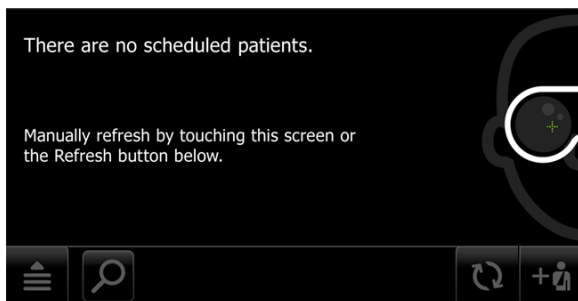 There are no scheduled patients.
Manually refresh by touching this screen or
the Refresh button below.